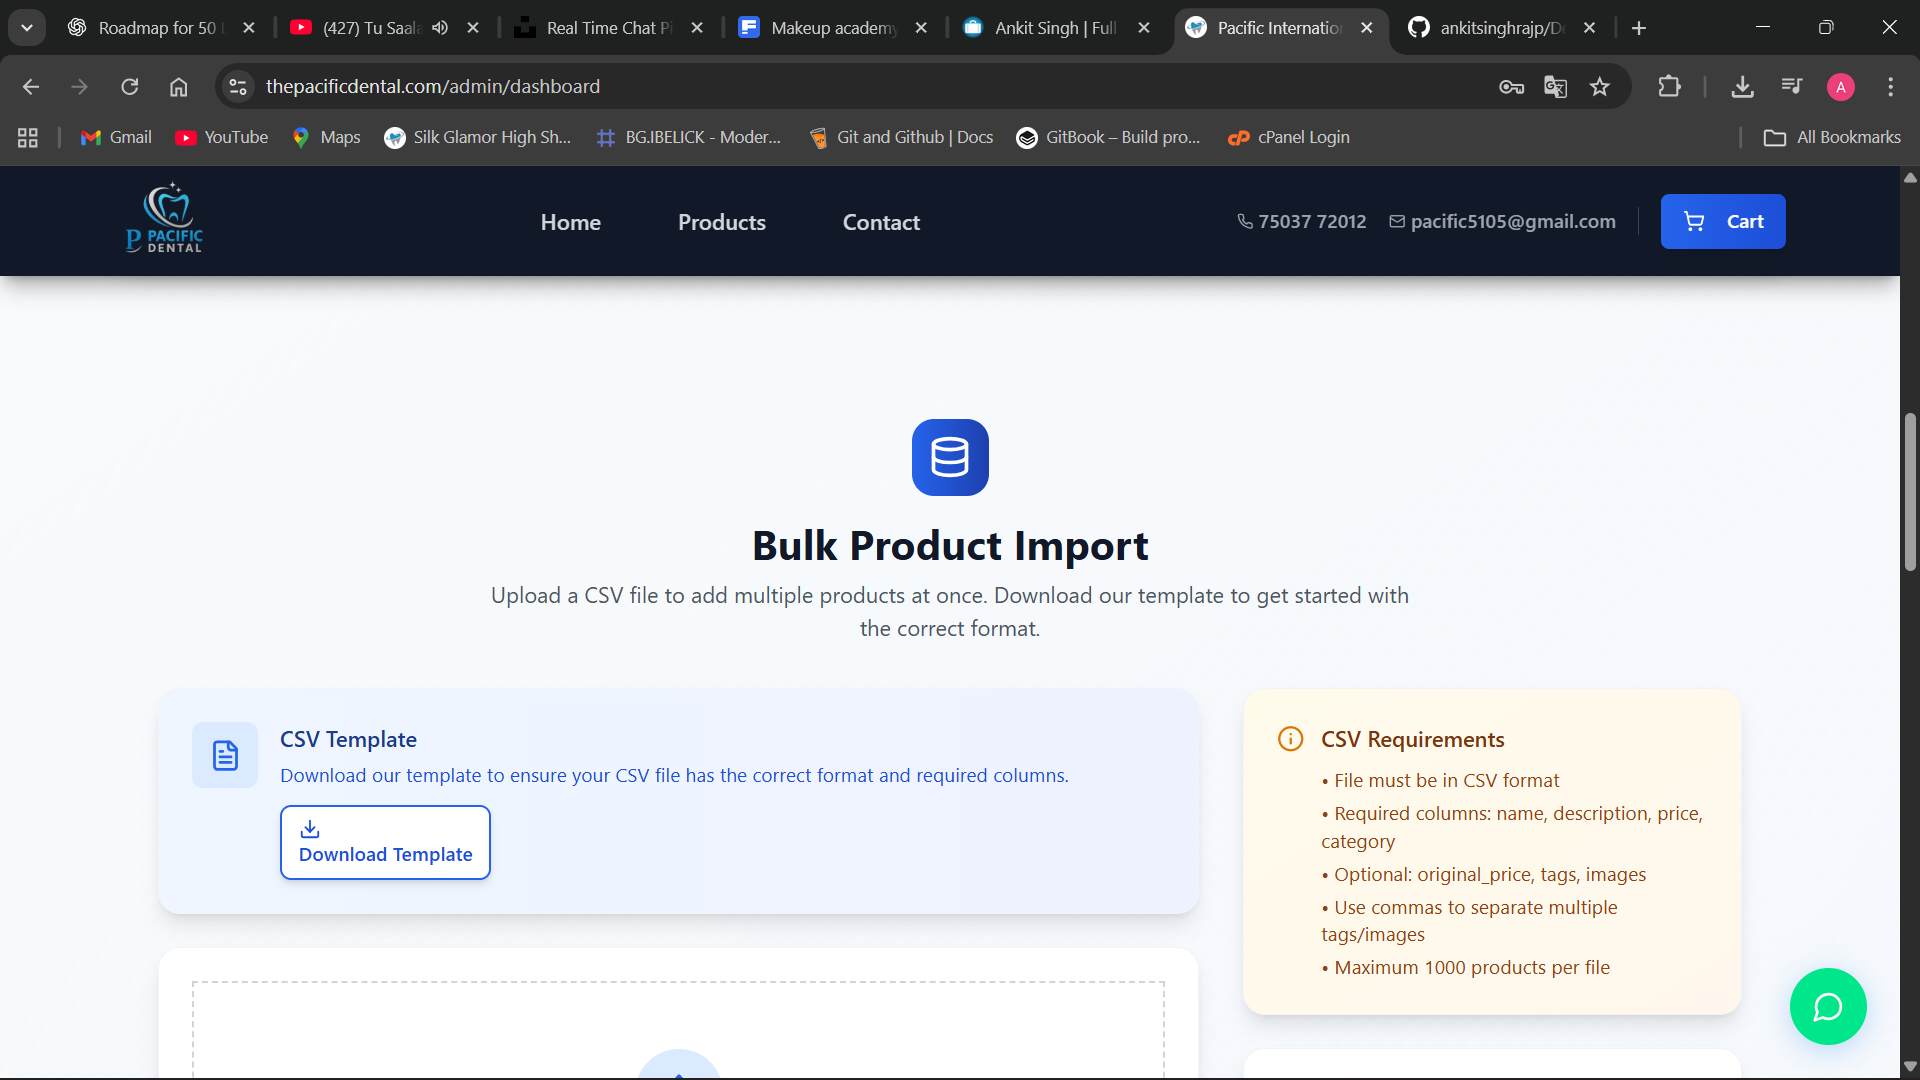 Roadmap for 50
(427) Tu Saala
Real Time Chat Pi
Makeup academy
Ankit Singh | Full
Pacific Internation
ankitsinghrajp/De
thepacificdental.com/admin/dashboard
A
Gmail
YouTube
Maps
Silk Glamor High Sh...
BG.IBELICK - Moder...
Git and Github | Docs
GitBook – Build pro...
cPanel Login
All Bookmarks
P PACIFIC
DENTAL
Home
Products
Contact
75037 72012
pacific5105@gmail.com
Cart
Bulk Product Import
Upload a CSV file to add multiple products at once. Download our template to get started with
the correct format.
CSV Template
Download our template to ensure your CSV file has the correct format and required columns.
Download Template
CSV Requirements
• File must be in CSV format
• Required columns: name, description, price,
category
• Optional: original_price, tags, images
• Use commas to separate multiple
tags/images
• Maximum 1000 products per file